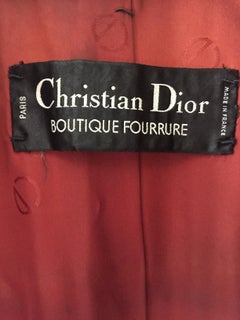 PARIS
Christian Dior
BOUTIQUE FOURRURE
MADE IN FRANCE